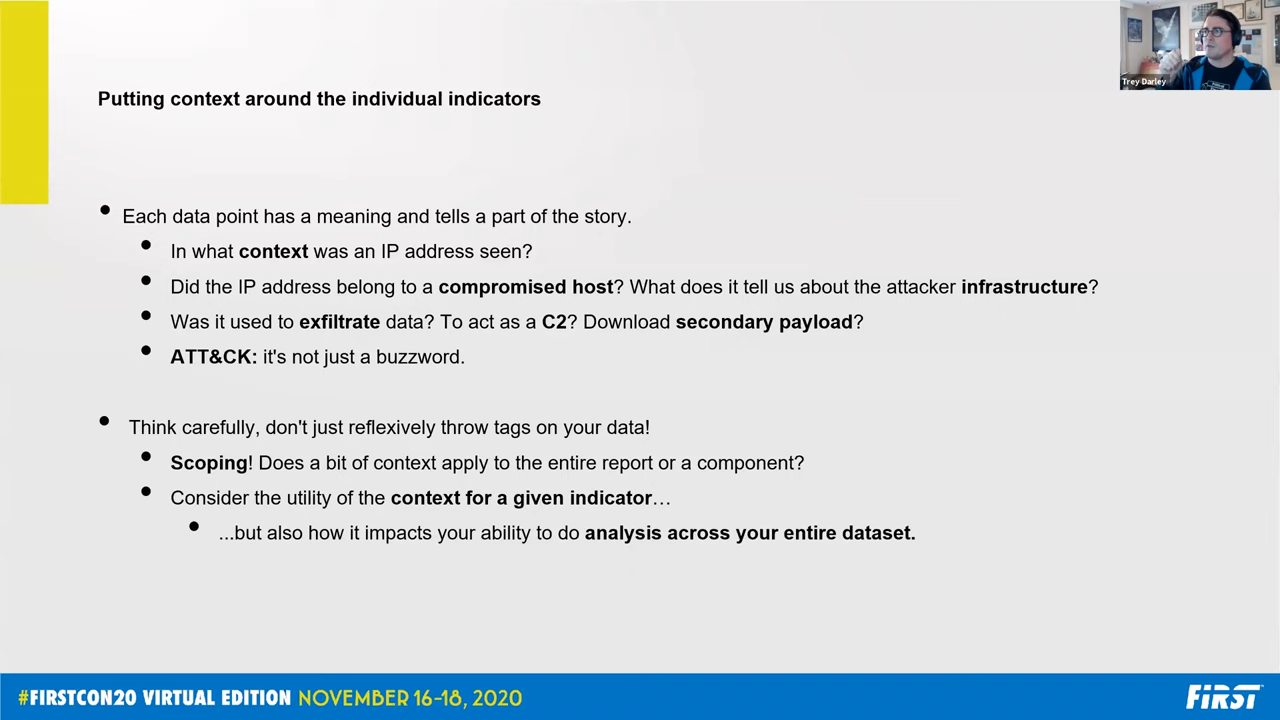 Trey Darley
Putting context around the individual indicators
• Each data point has a meaning and tells a part of the story.
• In what context was an IP address seen?
• Did the IP address belong to a compromised host? What does it tell us about the attacker infrastructure?
• Was it used to exfiltrate data? To act as a C2? Download secondary payload?
• ATT&CK: it's not just a buzzword.
• Think carefully, don't just reflexively throw tags on your data!
• Scoping! Does a bit of context apply to the entire report or a component?
• Consider the utility of the context for a given indicator…
• ...but also how it impacts your ability to do analysis across your entire dataset.
#FIRSTCON20 VIRTUAL EDITION NOVEMBER 16-18, 2020
FiRST